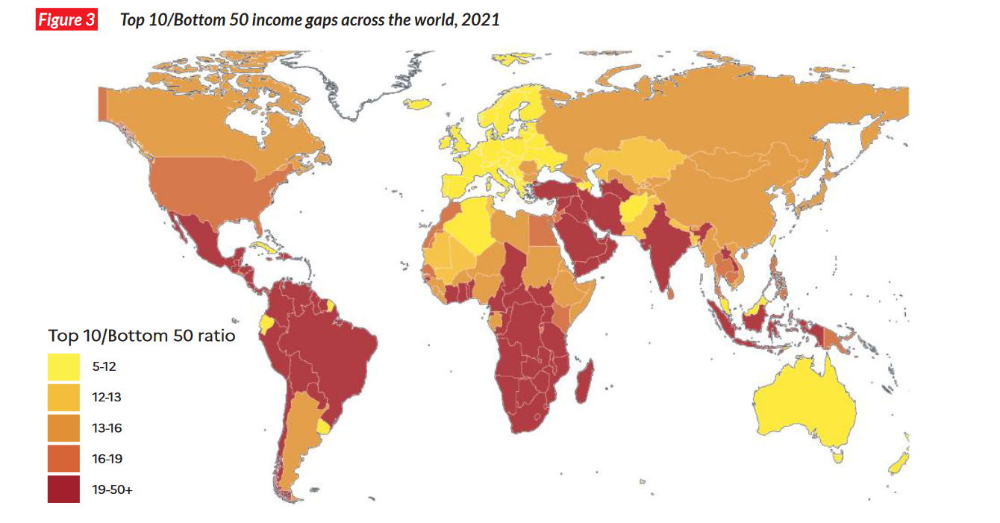 Figure 3 Top 10/Bottom 50 income gaps across the world, 2021
Top 10/Bottom 50 ratio
5-12
12-13
13-16
16-19
19-50+